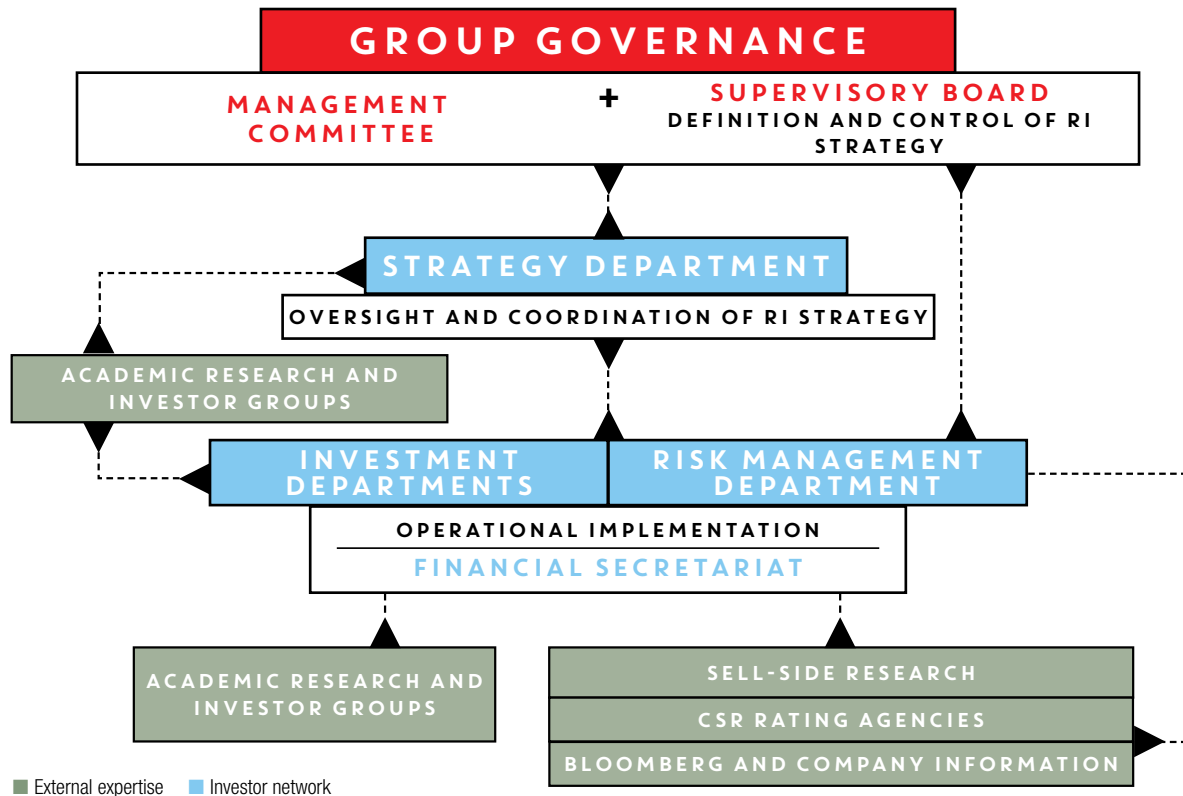 GROUP GOVERNANCE
MANAGEMENT
COMMITTEE
+
SUPERVISORY BOARD
DEFINITION AND CONTROL OF RI
STRATEGY
STRATEGY DEPARTMENT
OVERSIGHT AND COORDINATION OF RI STRATEGY
ACADEMIC RESEARCH AND
INVESTOR GROUPS
INVESTMENT
DEPARTMENTS
RISK MANAGEMENT
DEPARTMENT
OPERATIONAL IMPLEMENTATION
FINANCIAL SECRETARIAT
ACADEMIC RESEARCH AND
INVESTOR GROUPS
SELL-SIDE RESEARCH
CSR RATING AGENCIES
BLOOMBERG AND COMPANY INFORMATION
External expertise
Investor network